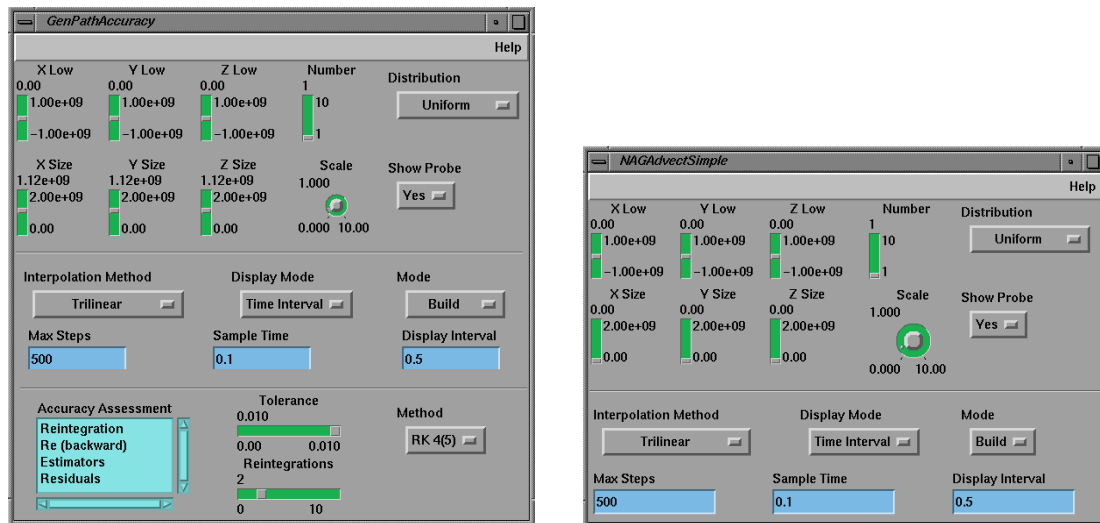 GenPathAccuracy
Help
X Low Y Low Z Low Number Distribution
0.00 0.00 0.00 1
1.00e+09 1.00e+09 1.00e+09 10 Uniform
−1.00e+09 −1.00e+09 −1.00e+09 1
X Size Y Size Z Size Scale Show Probe
1.12e+09 1.12e+09 1.12e+09 1.000
2.00e+09 2.00e+09 2.00e+09 Yes
0.00 0.00 0.00 0.000 10.00
Interpolation Method Display Mode Mode
Trilinear Time Interval Build
Max Steps Sample Time Display Interval
500 0.1 0.5
Accuracy Assessment Tolerance Method
Reintegration 0.010
Re (backward) 0.00 0.010 RK 4(5)
Estimators Reintegrations
Residuals 2
0 10
NAGAdvectSimple
Help
X Low Y Low Z Low Number Distribution
0.00 0.00 0.00 1
1.00e+09 1.00e+09 1.00e+09 10 Uniform
−1.00e+09 −1.00e+09 −1.00e+09 1
X Size Y Size Z Size Scale Show Probe
0.00 0.00 0.00 1.000
2.00e+09 2.00e+09 2.00e+09 Yes
0.00 0.00 0.00 0.000 10.00
Interpolation Method Display Mode Mode
Trilinear Time Interval Build
Max Steps Sample Time Display Interval
500 0.1 0.5